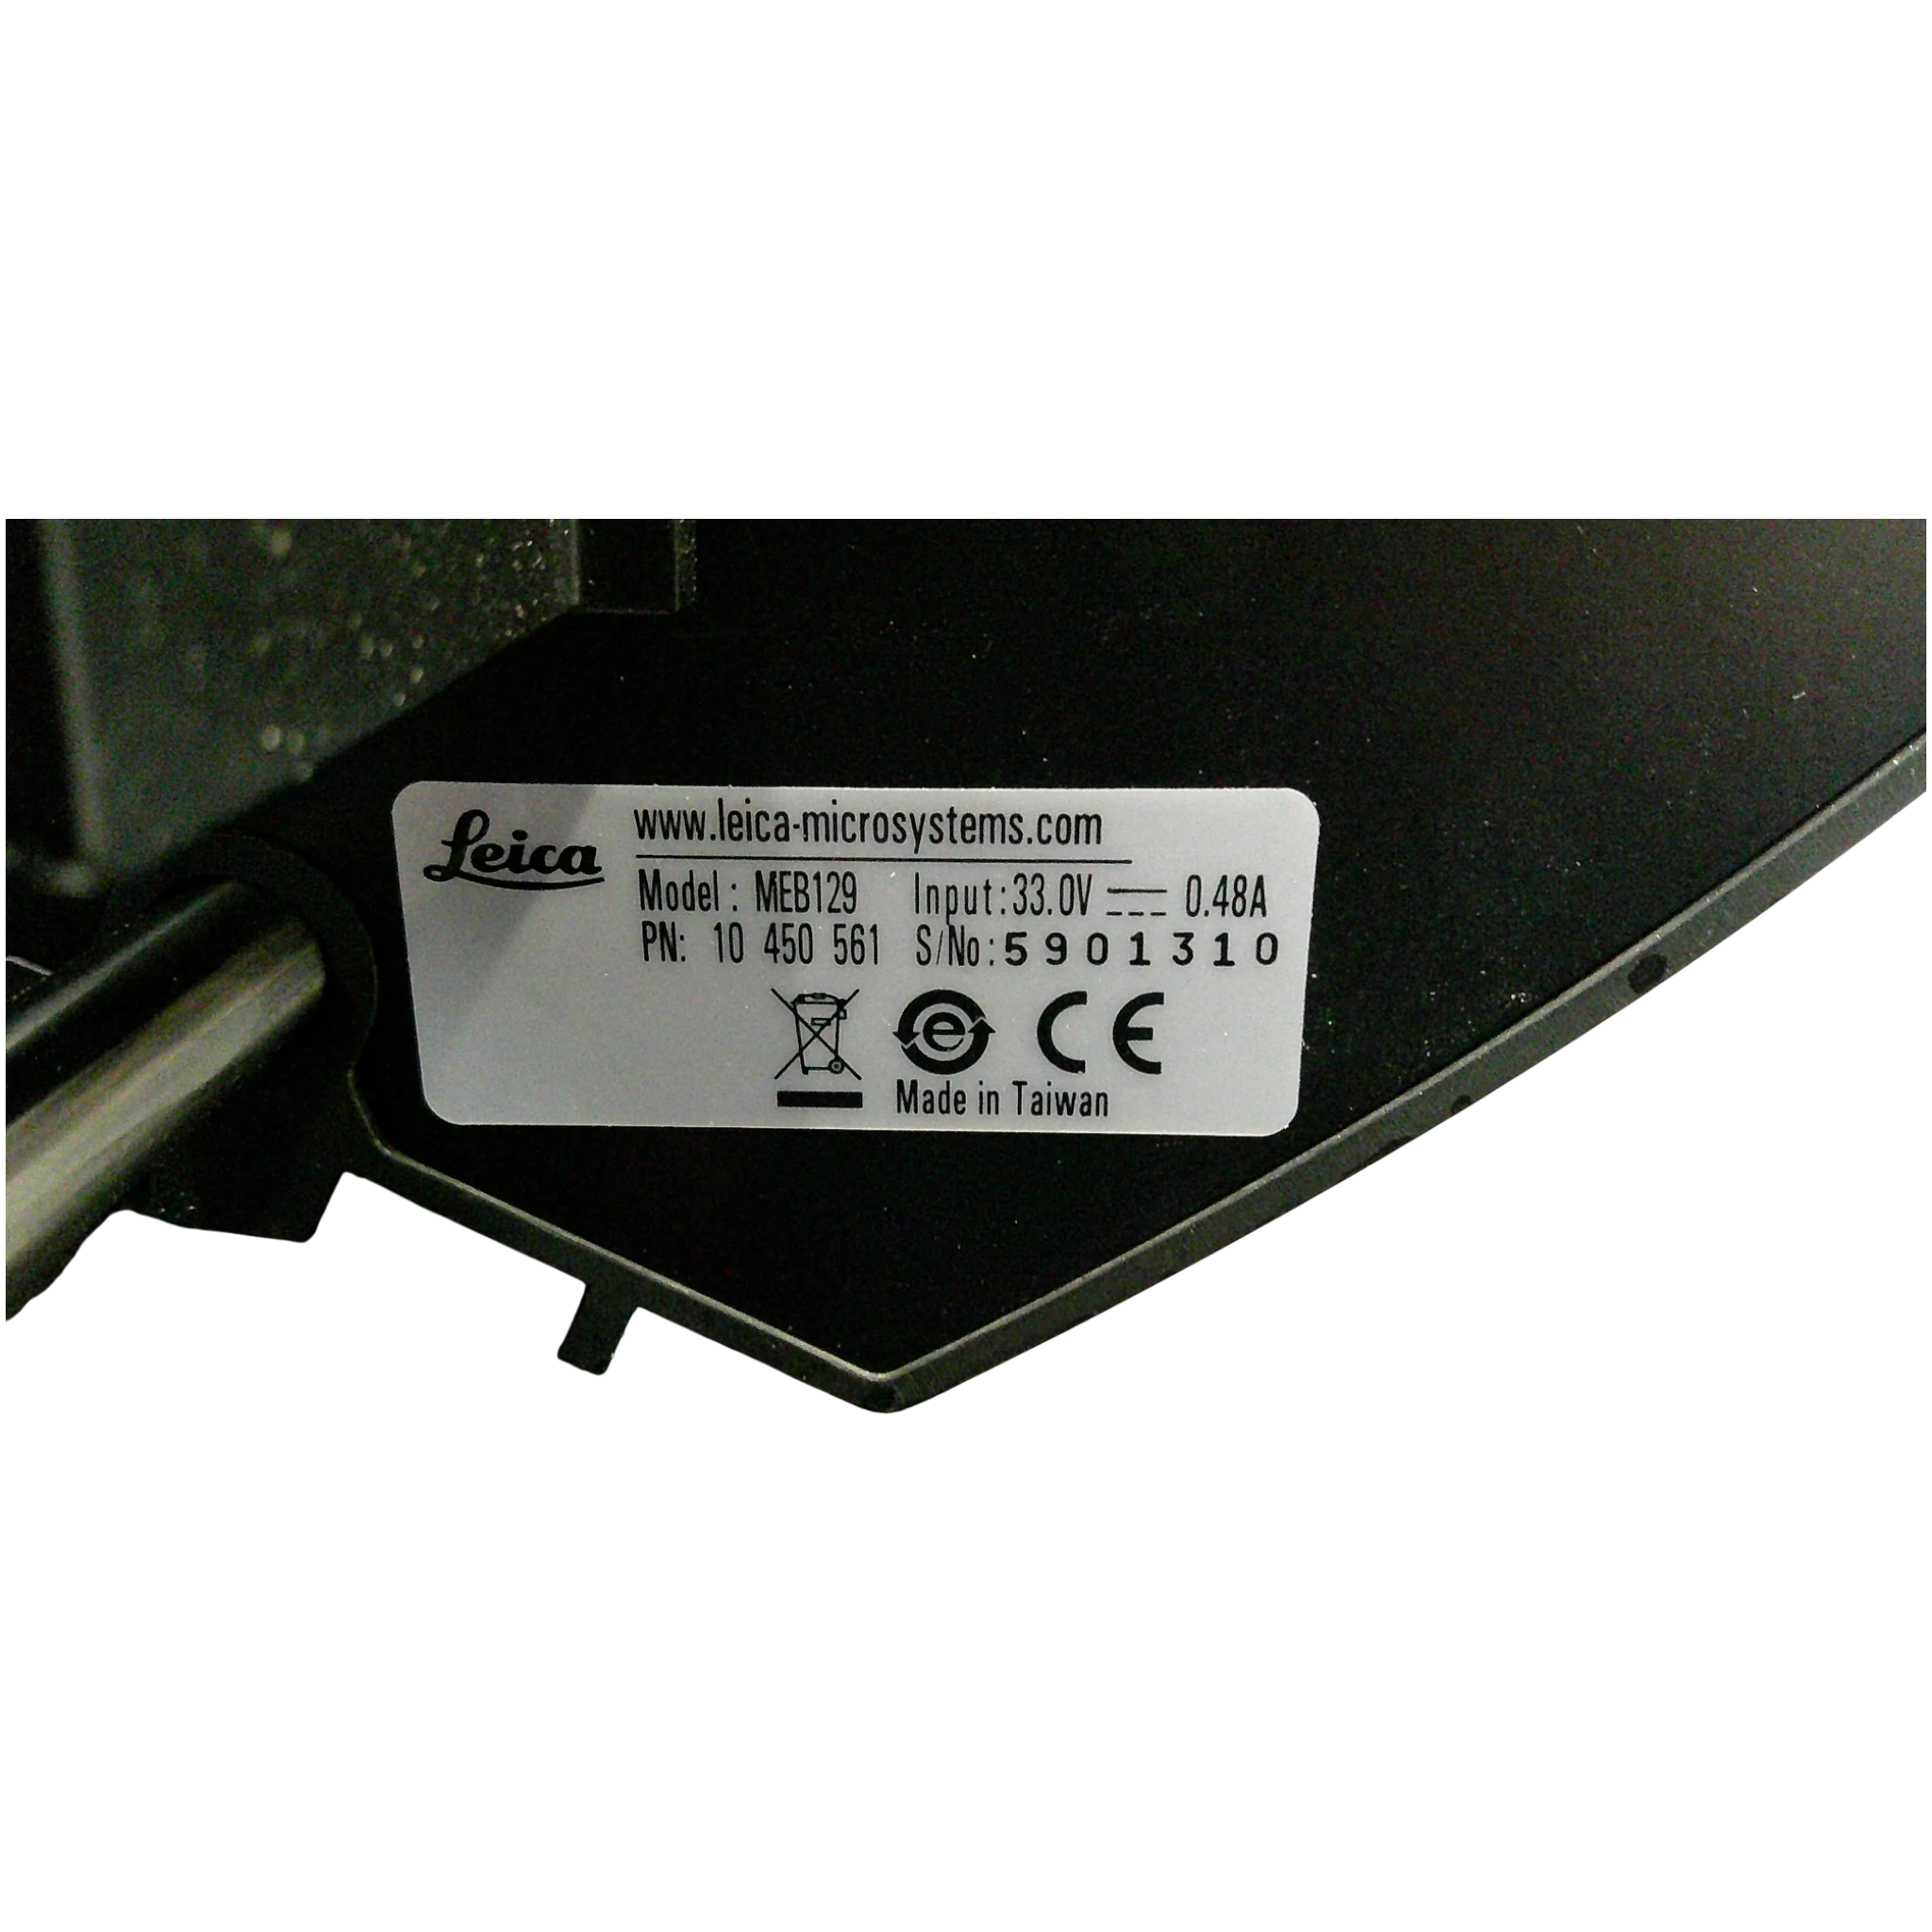 Leica
www.leica-microsystems.com
Model : MEB129 Input:33.0V 0.48A
PN: 10 450 561 S/No:5901310
e CE
Made in Taiwan